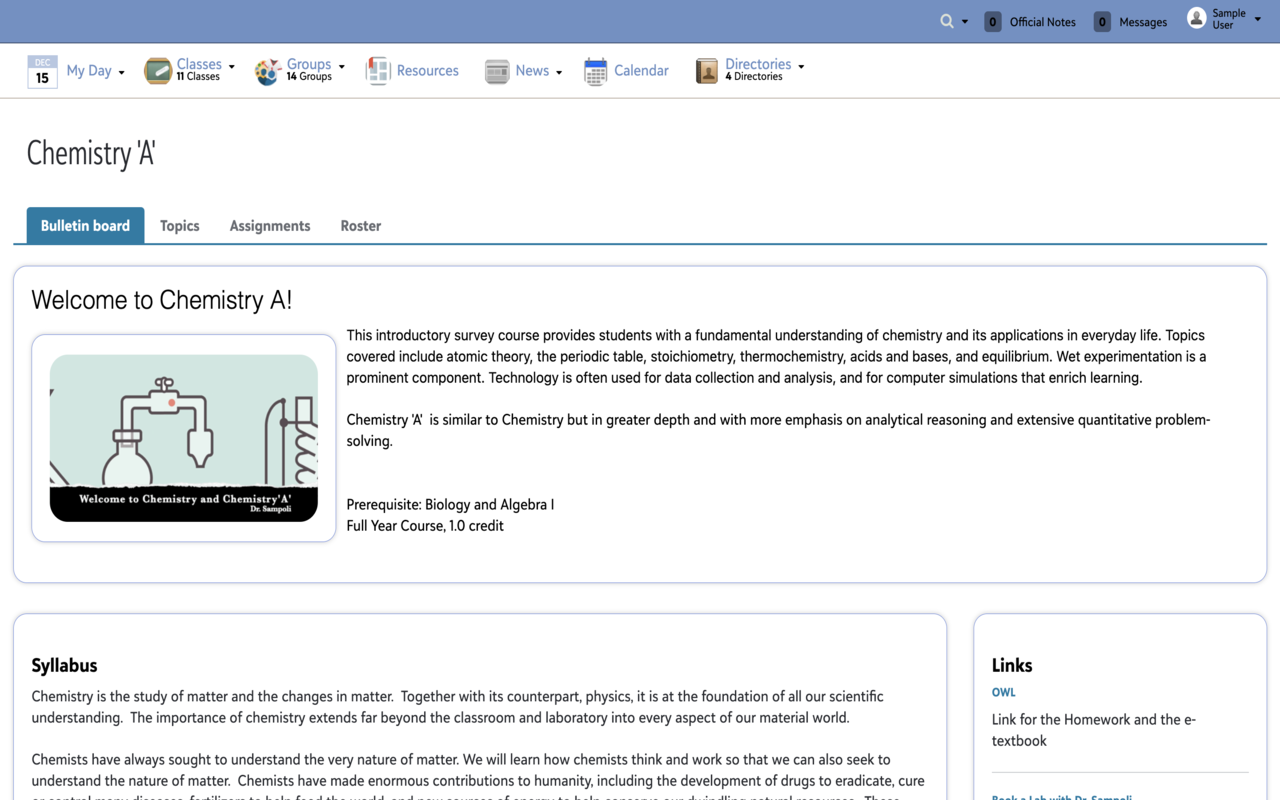 0 Official Notes 0 Messages Sample User
DEC
15 My Day Classes 11 Classes Groups 14 Groups Resources News Calendar Directories 4 Directories
Chemistry 'A'
Bulletin board Topics Assignments Roster
Welcome to Chemistry A!
Welcome to Chemistry and Chemistry'A'
Dr. Sampoli
This introductory survey course provides students with a fundamental understanding of chemistry and its applications in everyday life. Topics
covered include atomic theory, the periodic table, stoichiometry, thermochemistry, acids and bases, and equilibrium. Wet experimentation is a
prominent component. Technology is often used for data collection and analysis, and for computer simulations that enrich learning.
Chemistry 'A' is similar to Chemistry but in greater depth and with more emphasis on analytical reasoning and extensive quantitative problem-
solving.
Prerequisite: Biology and Algebra I
Full Year Course, 1.0 credit
Syllabus
Chemistry is the study of matter and the changes in matter. Together with its counterpart, physics, it is at the foundation of all our scientific
understanding. The importance of chemistry extends far beyond the classroom and laboratory into every aspect of our material world.
Chemists have always sought to understand the very nature of matter. We will learn how chemists think and work so that we can also seek to
understand the nature of matter. Chemists have made enormous contributions to humanity, including the development of drugs to eradicate, cure
Links
OWL
Link for the Homework and the e-
textbook
Book a Lab with Dr. Sampoli